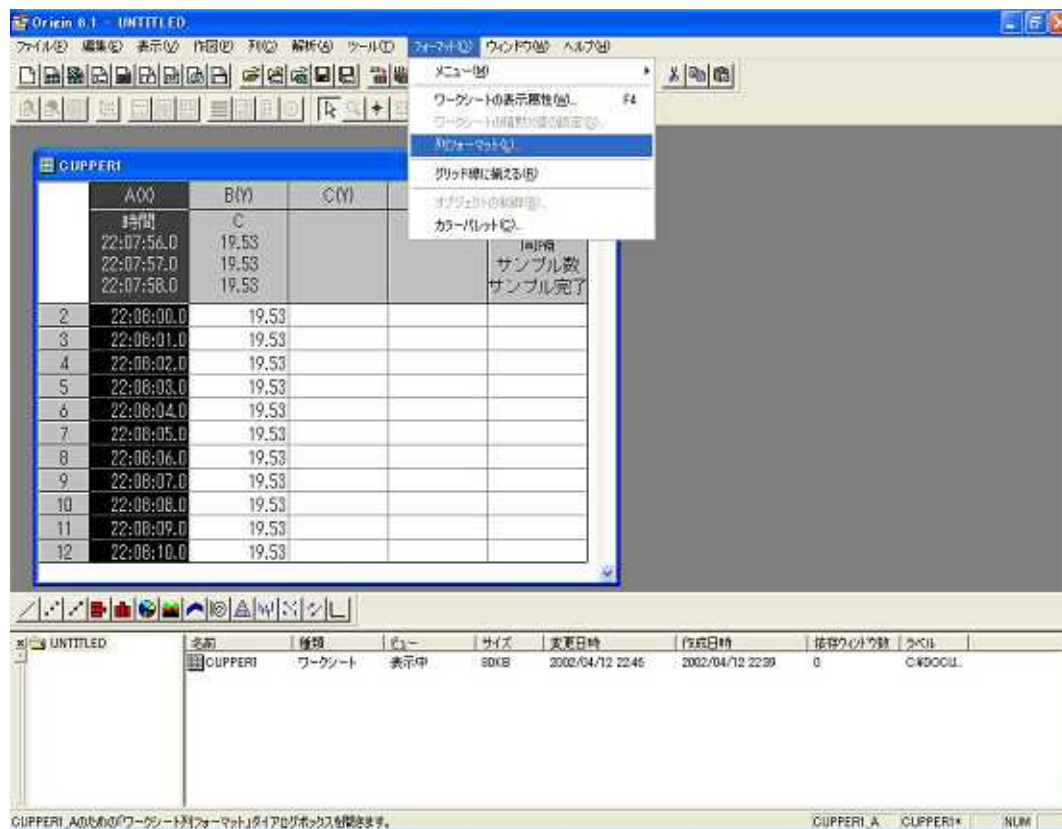 Origin 6.1 - UNTITLED
ファイル(F) 編集(E) 表示(V) 作図(P) 列(C) 解析(A) ツール(T) フォーマット(O) ウィンドウ(W) ヘルプ(H)
メニュー(M)
ワークシートの表示属性(W)... F4
列フォーマット(L)...
グリッド線に揃える(R)
オブジェクトの制御(B)...
カラーパレット(C)...
CUPPER1
A(X) B(Y) C(Y)
時間 C
22:07:56.0 19.53 間隔
22:07:57.0 19.53 サンプル数
22:07:58.0 19.53 サンプル完了
2 22:08:00.0 19.53
3 22:08:01.0 19.53
4 22:08:02.0 19.53
5 22:08:03.0 19.53
6 22:08:04.0 19.53
7 22:08:05.0 19.53
8 22:08:06.0 19.53
9 22:08:07.0 19.53
10 22:08:08.0 19.53
11 22:08:09.0 19.53
12 22:08:10.0 19.53
UNTITLED
名前 種類 ビュー サイズ 変更日時 作成日時 依存ウィンドウ数 ラベル
CUPPER1 ワークシート 表示中 80KB 2002/04/12 22:46 2002/04/12 22:39 0 C:¥DOCU...
CUPPER1_Aのための「ワークシート列フォーマット」ダイアログボックスを開きます。 CUPPER1_A CUPPER1* NUM